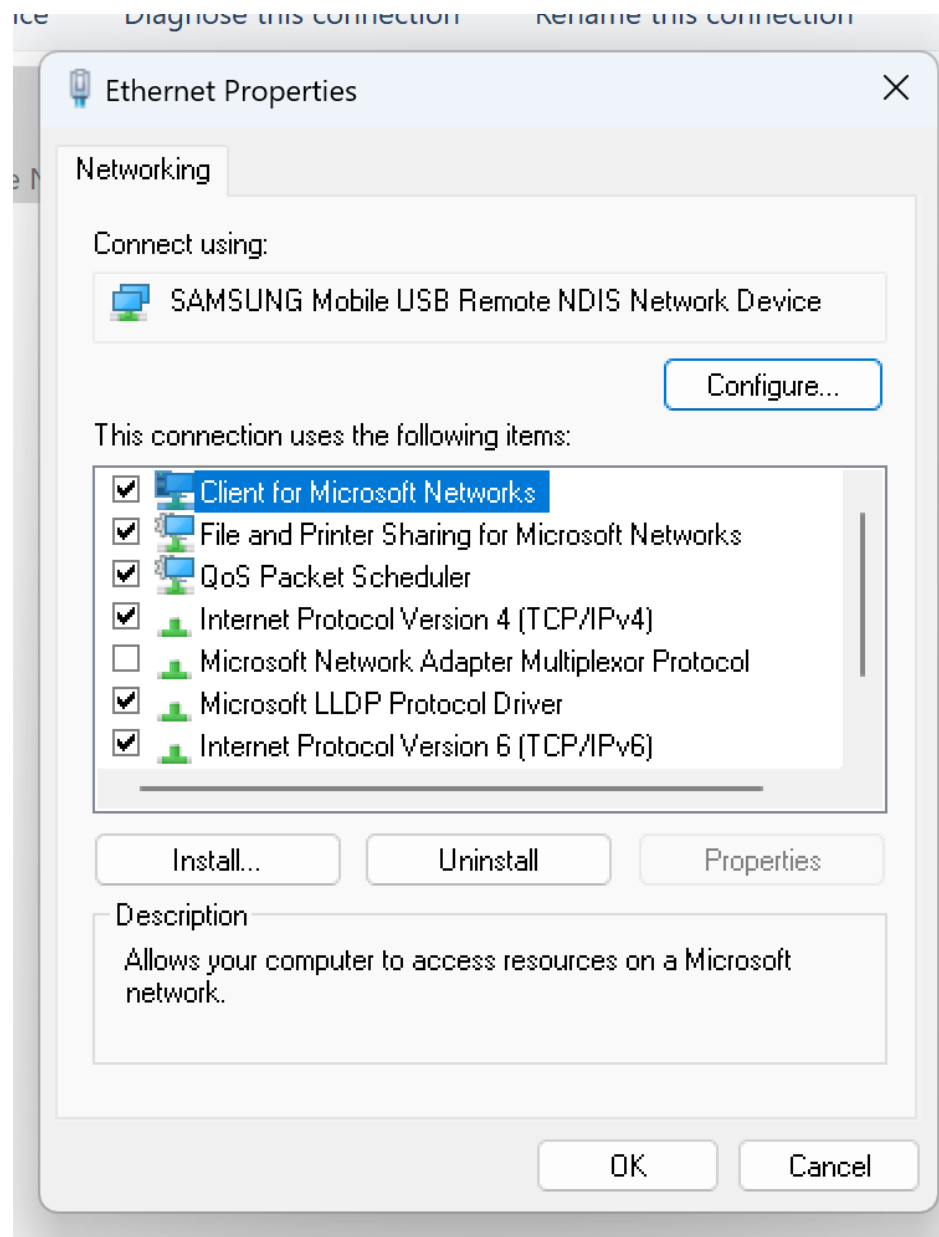 Diagnose this connection Rename this connection
Ethernet Properties
Networking
Connect using:
SAMSUNG Mobile USB Remote NDIS Network Device
Configure...
This connection uses the following items:
Client for Microsoft Networks
File and Printer Sharing for Microsoft Networks
QoS Packet Scheduler
Internet Protocol Version 4 (TCP/IPv4)
Microsoft Network Adapter Multiplexor Protocol
Microsoft LLDP Protocol Driver
Internet Protocol Version 6 (TCP/IPv6)
Install... Uninstall Properties
Description
Allows your computer to access resources on a Microsoft
network.
OK Cancel